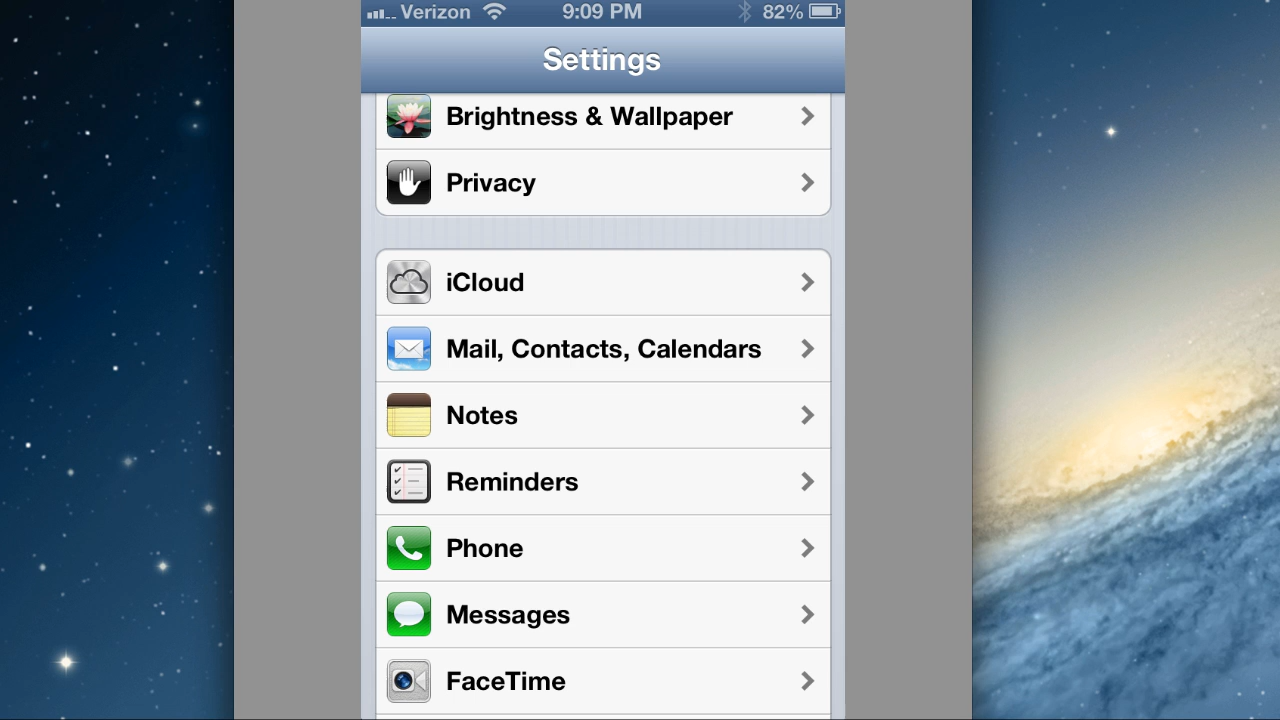 Verizon 9:09 PM 82%
Settings
Brightness & Wallpaper
Privacy
iCloud
Mail, Contacts, Calendars
Notes
Reminders
Phone
Messages
FaceTime